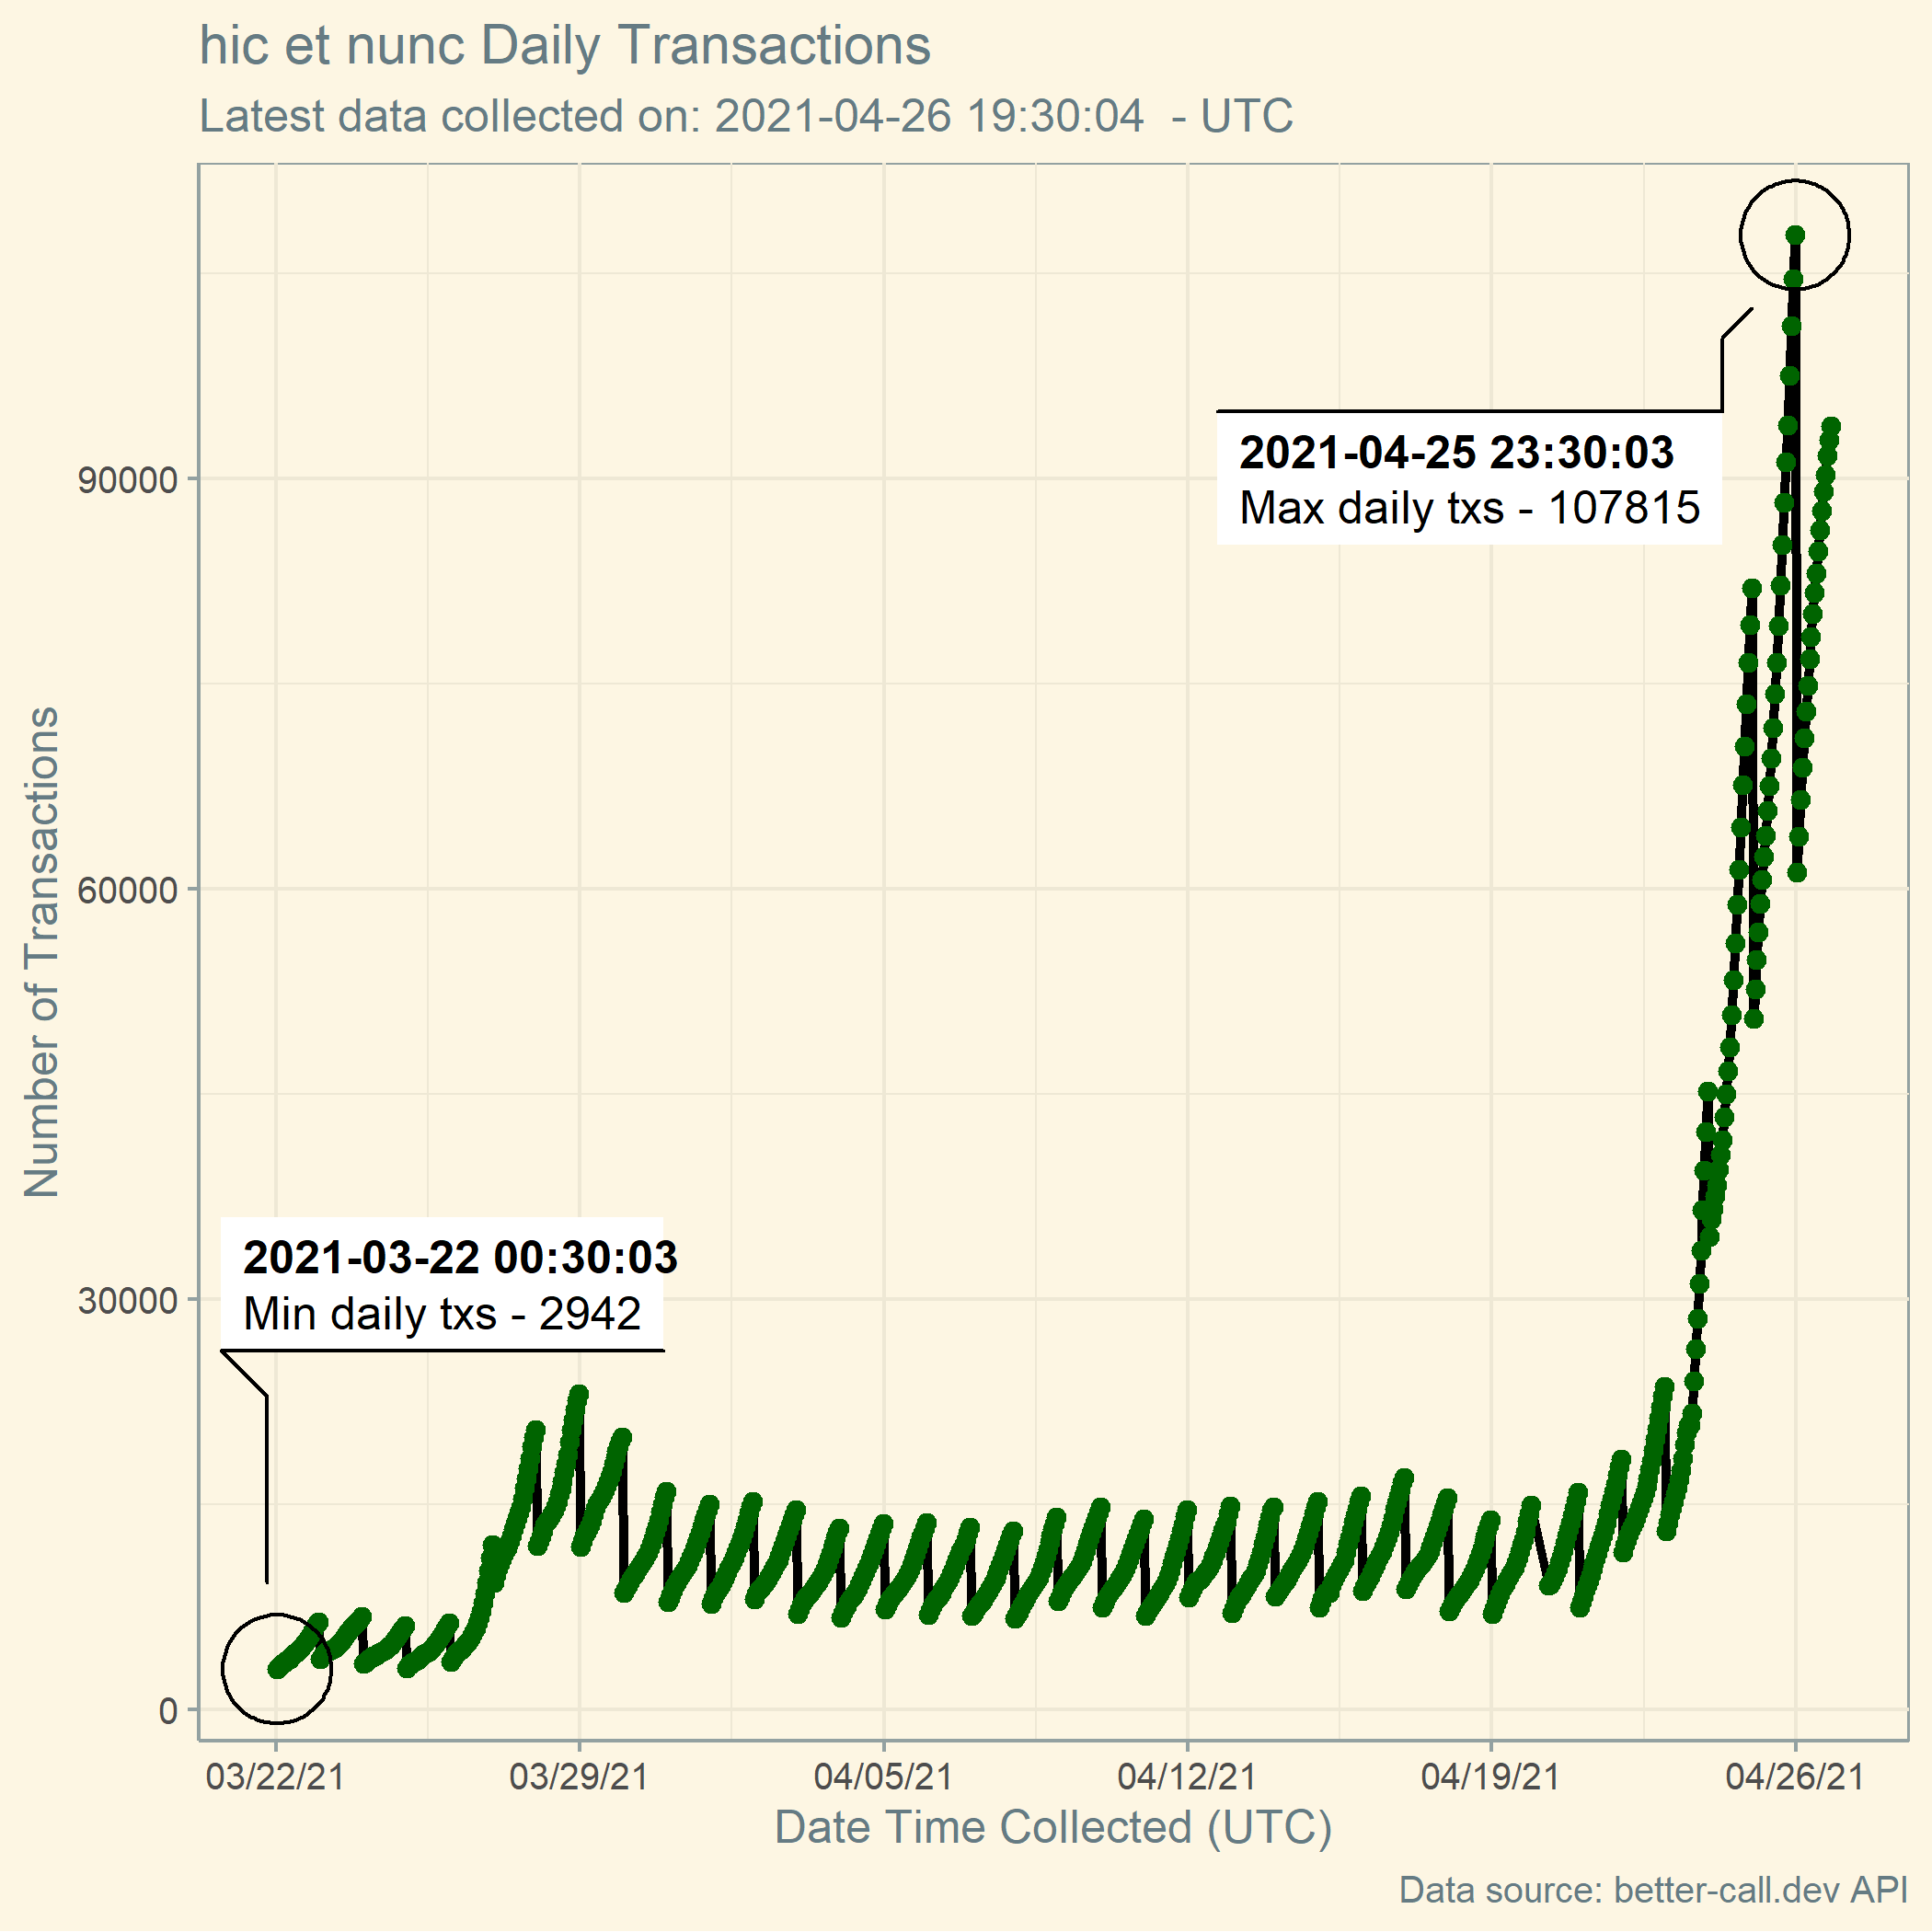 hic et nunc Daily Transactions
Latest data collected on: 2021-04-26 19:30:04  - UTC
2021-04-25 23:30:03
Max daily txs - 107815
2021-03-22 00:30:03
Min daily txs - 2942
Number of Transactions
90000
60000
30000
0
03/22/21
03/29/21
04/05/21
04/12/21
04/19/21
04/26/21
Date Time Collected (UTC)
Data source: better-call.dev API